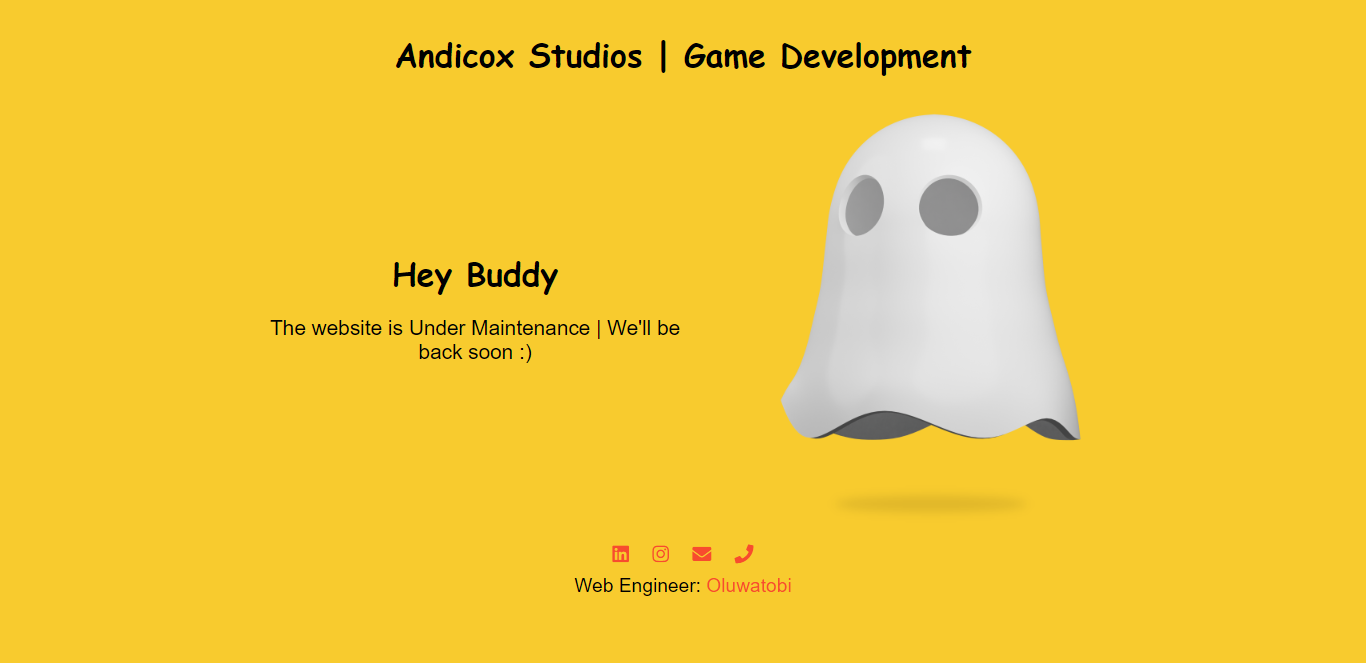 Andicox Studios | Game Development
Hey Buddy
The website is Under Maintenance | We'll be
back soon :)
Web Engineer: Oluwatobi